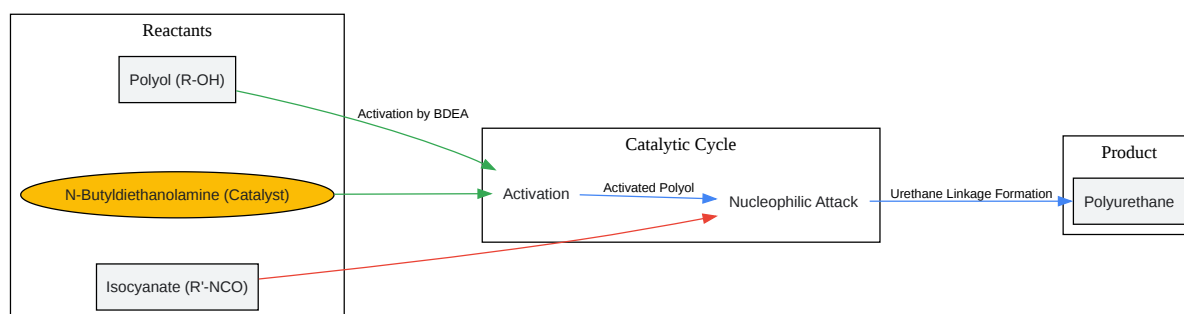 Reactants
Polyol (R-OH)
Activation by BDEA
Catalytic Cycle
Product
N-Butyldiethanolamine (Catalyst)
Activation
Activated Polyol
Nucleophilic Attack
Urethane Linkage Formation
Polyurethane
Isocyanate (R'-NCO)